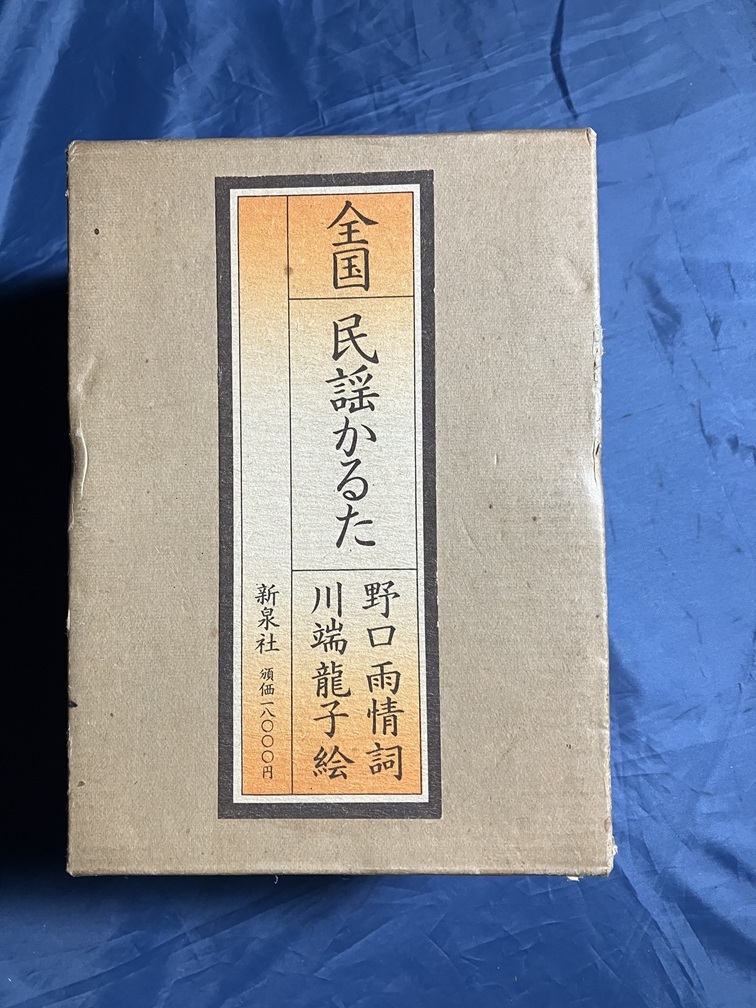 全国
民謡かるた
野口雨情詞
川端龍子絵
新泉社 頒価一八〇〇〇円